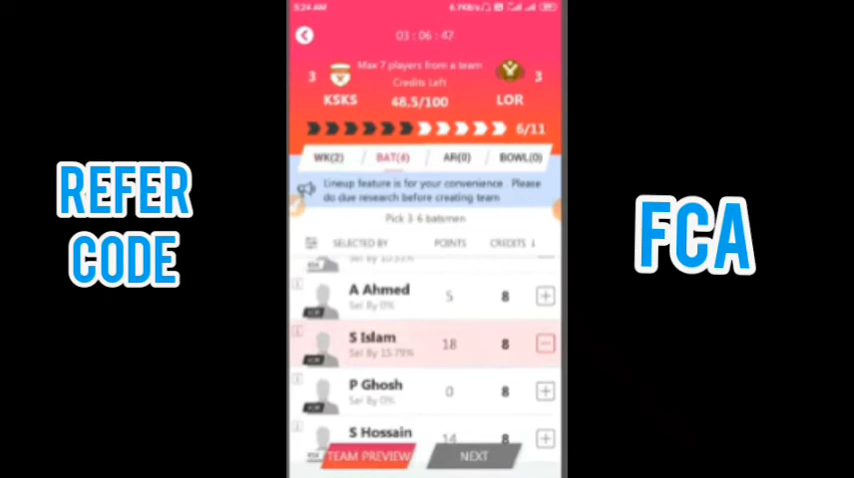 5:24 AM
03 : 06 : 47
Max 7 players from a team
3
3
Credits Left
KSKS
48.5/100
LOR
6/11
WK(2)
BAT(4)
AR(0)
BOWL(0)
Lineup feature is for your convenience . Please
do due research before creating team
Pick 3-6 batsmen
SELECTED BY
POINTS
CREDITS ↓
A Ahmed
5
8
Sel By 0%
S Islam
18
8
Sel By 15.79%
P Ghosh
0
8
Sel By 0%
S Hossain
14
8
TEAM PREVIEW
NEXT
REFER
CODE
FCA